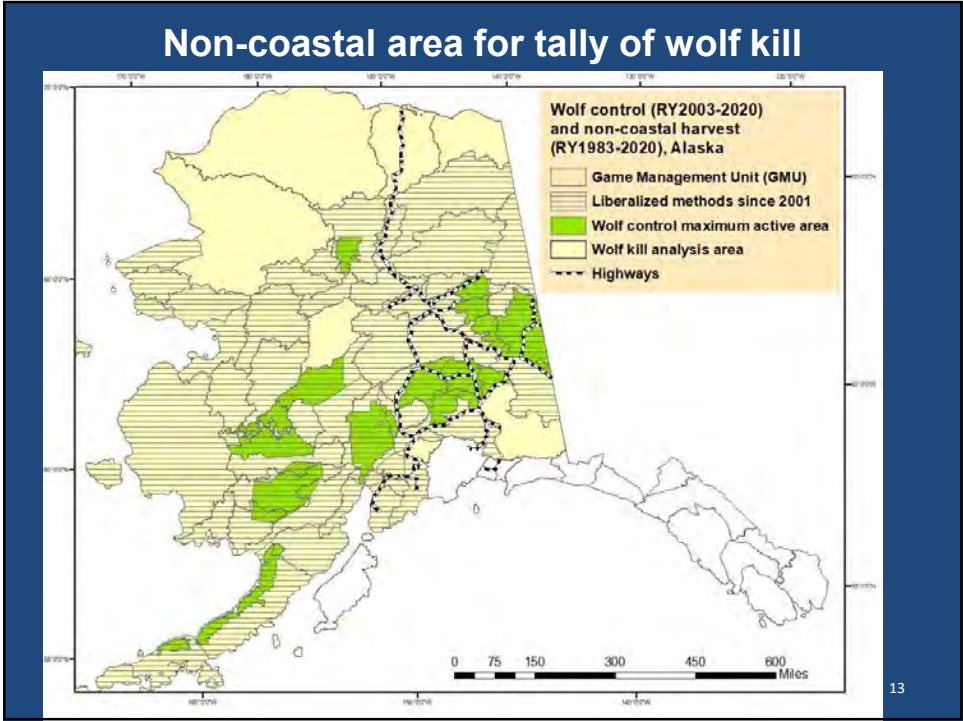 Non-coastal area for tally of wolf kill
Wolf control (RY2003-2020)
and non-coastal harvest
(RY1983-2020), Alaska
Game Management Unit (GMU)
Liberalized methods since 2001
Wolf control maximum active area
Wolf kill analysis area
Highways
0 75 150 300 450 600
Miles
13